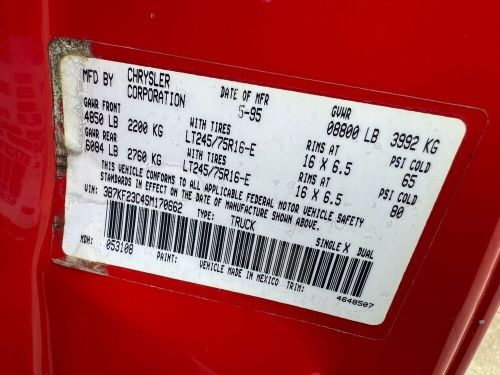 MFD BY CHRYSLER CORPORATION DATE OF MFR 5-95 GVWR 08800 LB 3992 KG
GAWR FRONT WITH TIRES RIMS AT PSI COLD
4850 LB 2200 KG LT245/75R16-E 16 X 6.5 65
GAWR REAR WITH TIRES RIMS AT PSI COLD
6084 LB 2760 KG LT245/75R16-E 16 X 6.5 80
THIS VEHICLE CONFORMS TO ALL APPLICABLE FEDERAL MOTOR VEHICLE SAFETY
STANDARDS IN EFFECT ON THE DATE OF MANUFACTURE SHOWN ABOVE.
VIN: 3B7KF23C4SM170662 TYPE: TRUCK SINGLE X DUAL
MDH: 053108 PAINT: VEHICLE MADE IN MEXICO TRIM: 4648507